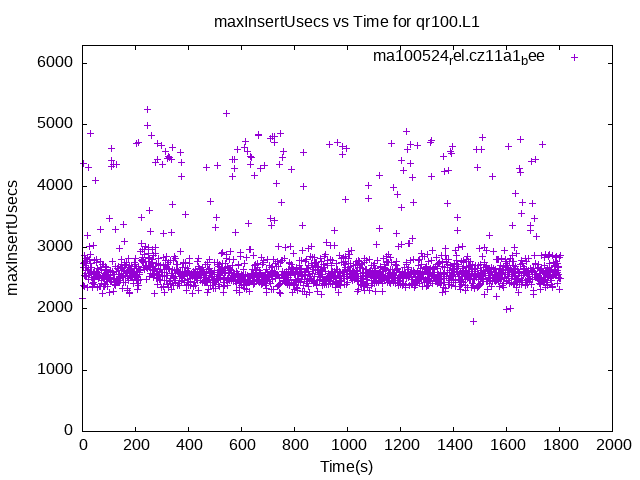 maxInsertUsecs vs Time for qr100.L1
ma100524rel.cz11a1bee
maxInsertUsecs
6000
5000
4000
3000
2000
1000
0
0 200 400 600 800 1000 1200 1400 1600 1800 2000
Time(s)